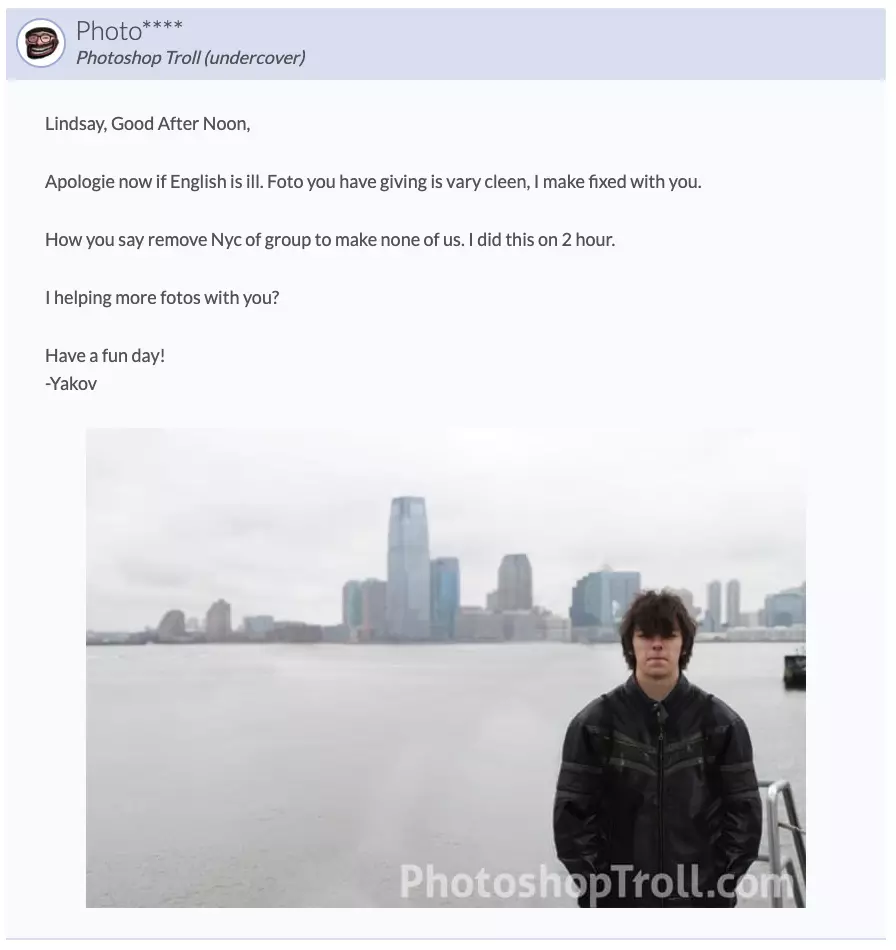 Photo****
Photoshop Troll (undercover)
Lindsay, Good After Noon,
Apologie now if English is ill. Foto you have giving is vary cleen, I make fixed with you.
How you say remove Nyc of group to make none of us. I did this on 2 hour.
I helping more fotos with you?
Have a fun day!
-Yakov
PhotoshopTroll.com